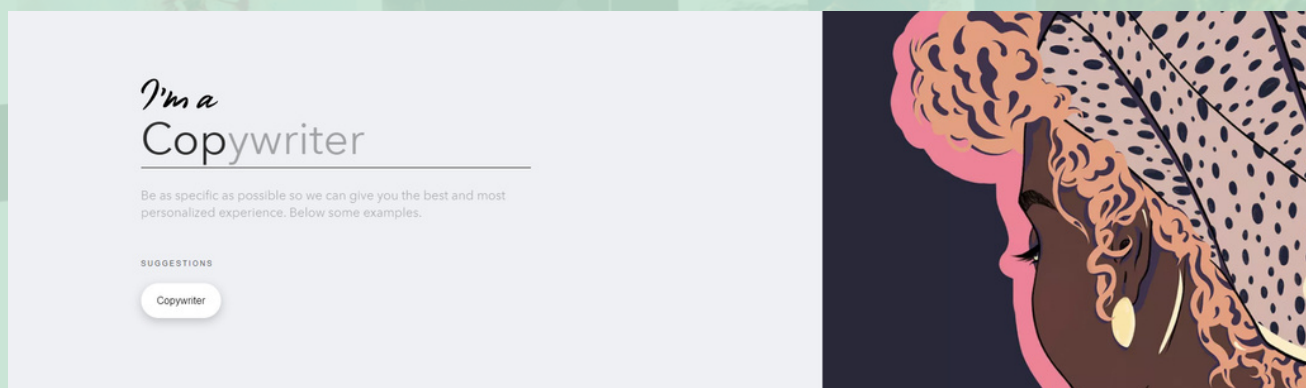 I'm a
Copywriter
Be as specific as possible so we can give you the best and most
personalized experience. Below some examples.
SUGGESTIONS
Copywriter